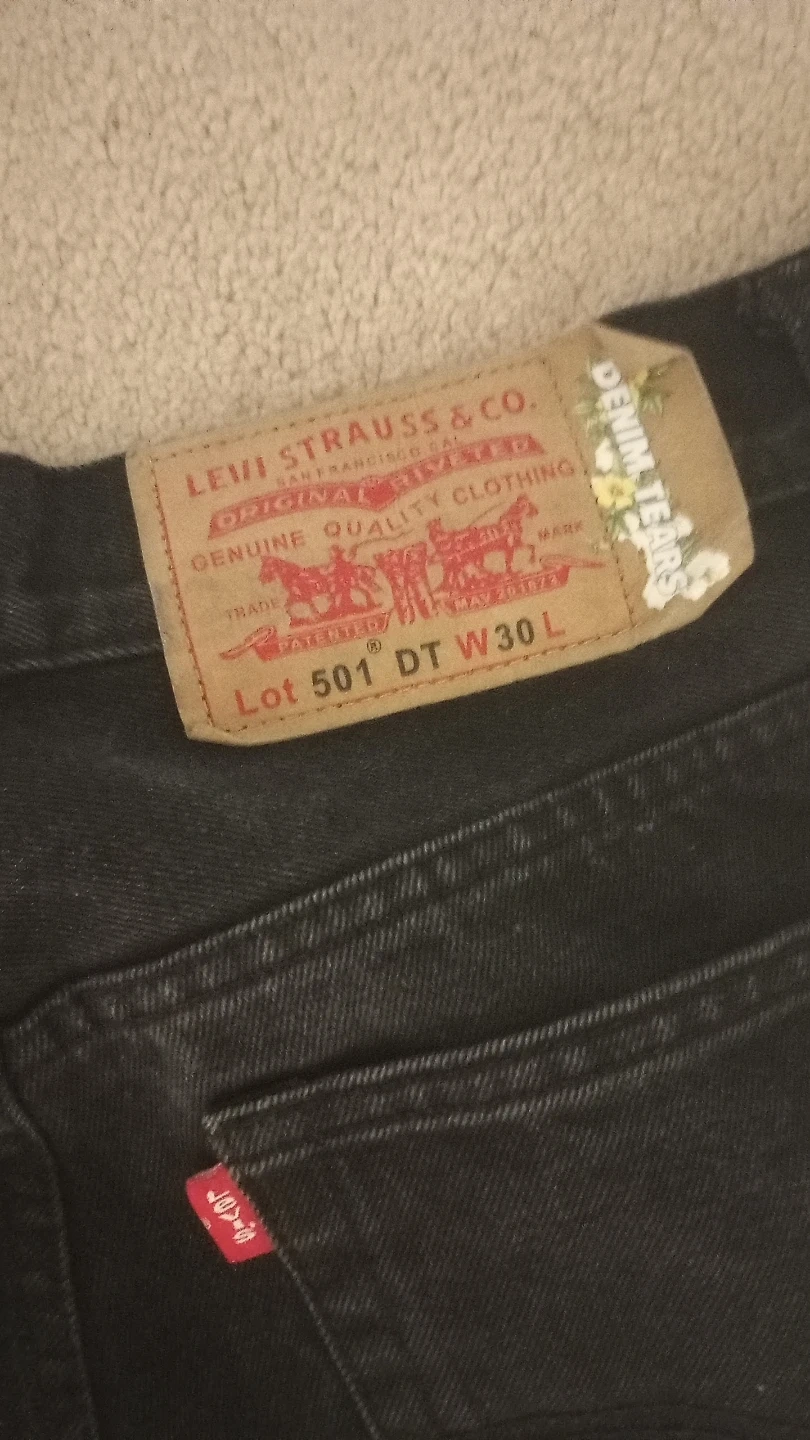 LEVI STRAUSS & CO.
SAN FRANCISCO CAL
ORIGINAL RIVETED
GENUINE QUALITY CLOTHING
TRADE MARK
PATENTED MAY 20 1873
Lot 501® DT W 30 L
DENIM TEARS
Levi's